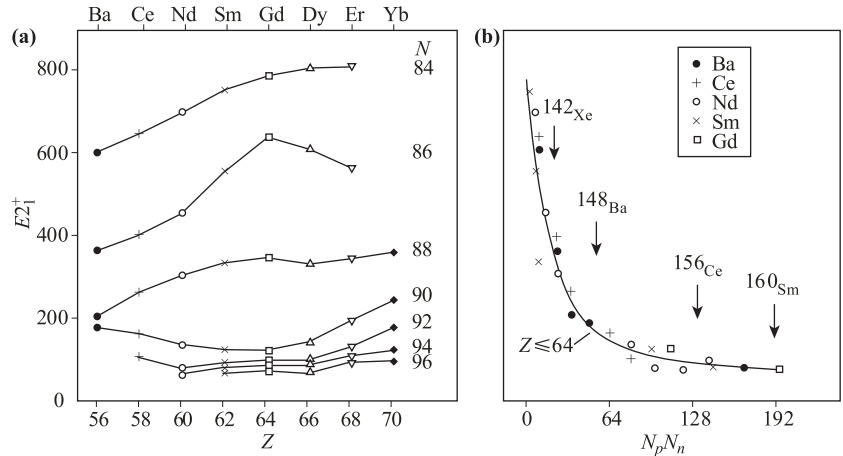 Ba Ce Nd Sm Gd Dy Er Yb
(a)
N
84
86
88
90
92
94
96
800
600
400
200
0
E2₁⁺
56 58 60 62 64 66 68 70
Z
(b)
Ba
Ce
Nd
Sm
Gd
142Xe
148Ba
156Ce
160Sm
Z⩽64
0 64 128 192
NₚNₙ